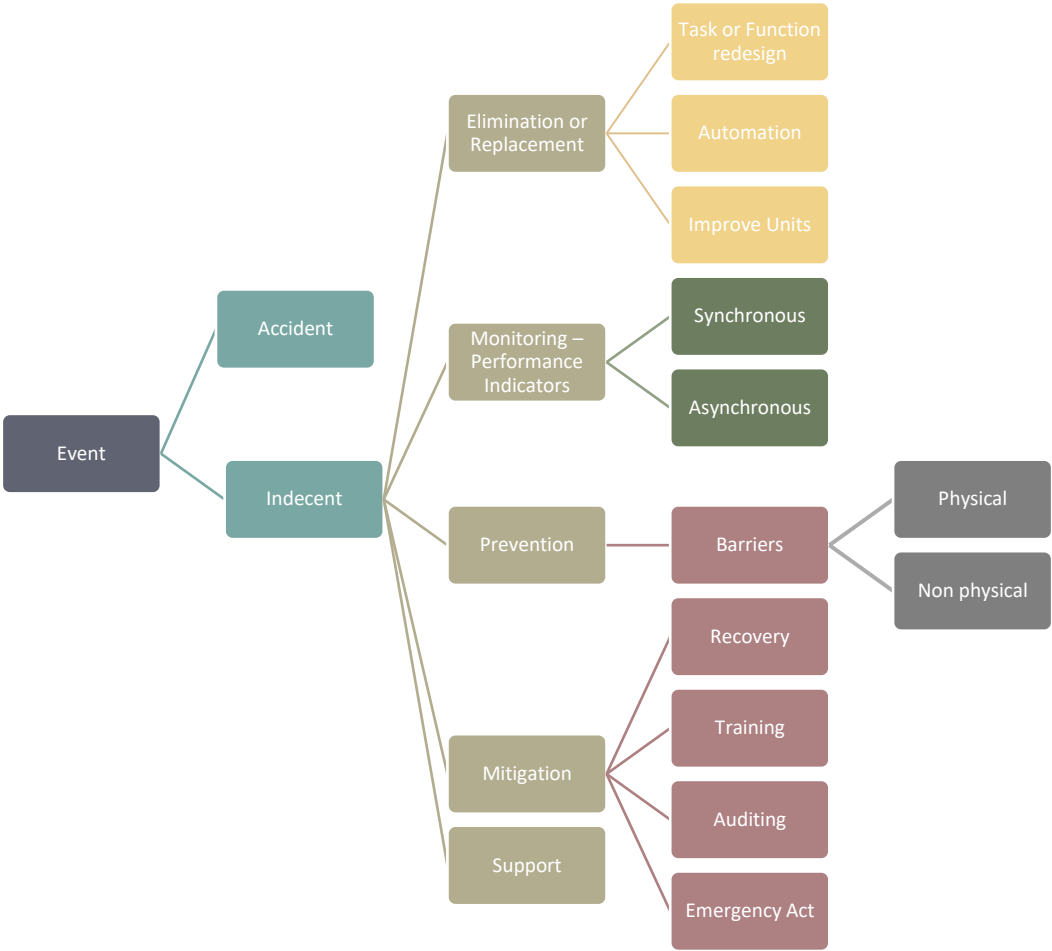 Task or Function
redesign
Elimination or
Replacement
Automation
Improve Units
Accident
Monitoring –
Performance
Indicators
Synchronous
Asynchronous
Event
Indecent
Prevention
Barriers
Physical
Non physical
Recovery
Training
Mitigation
Auditing
Support
Emergency Act